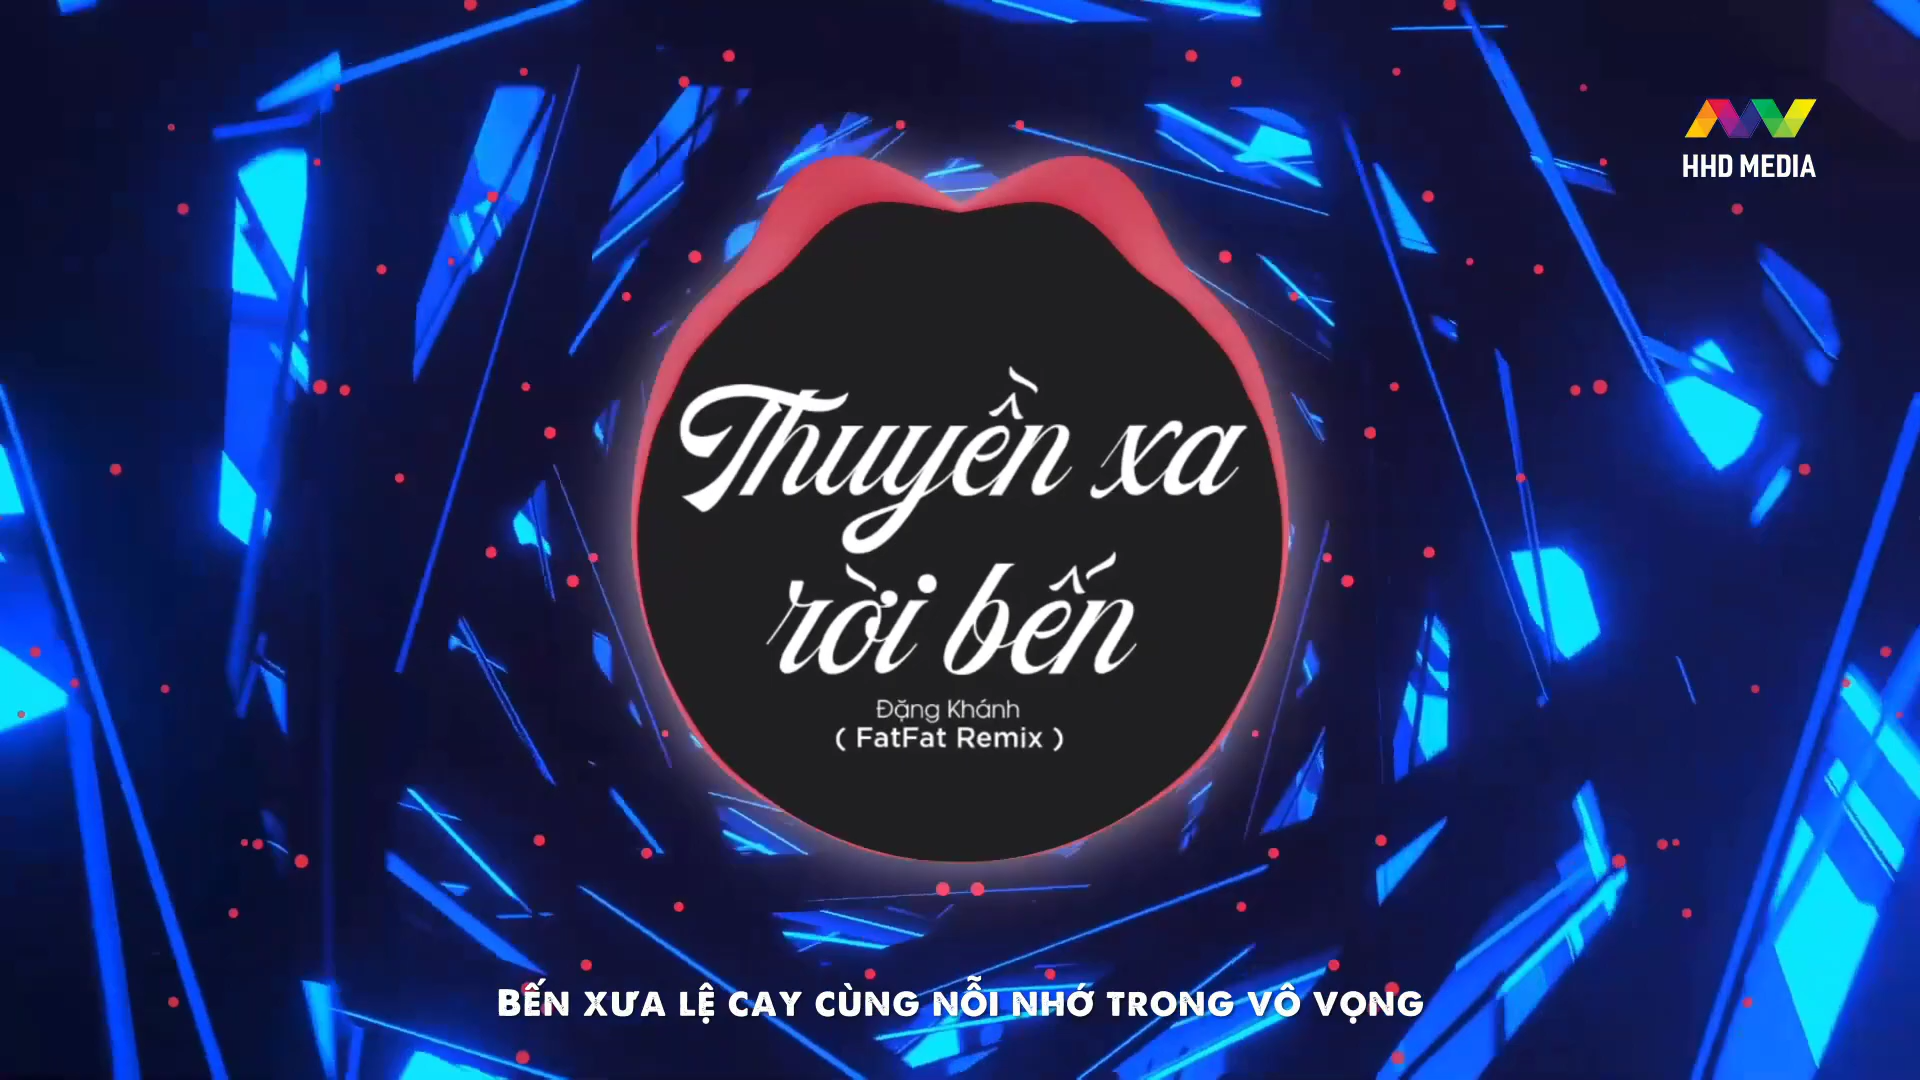 HHD MEDIA
Thuyền xa
rời bến
Đặng Khánh
( FatFat Remix )
BẾN XƯA LỆ CAY CÙNG NỖI NHỚ TRONG VÔ VỌNG